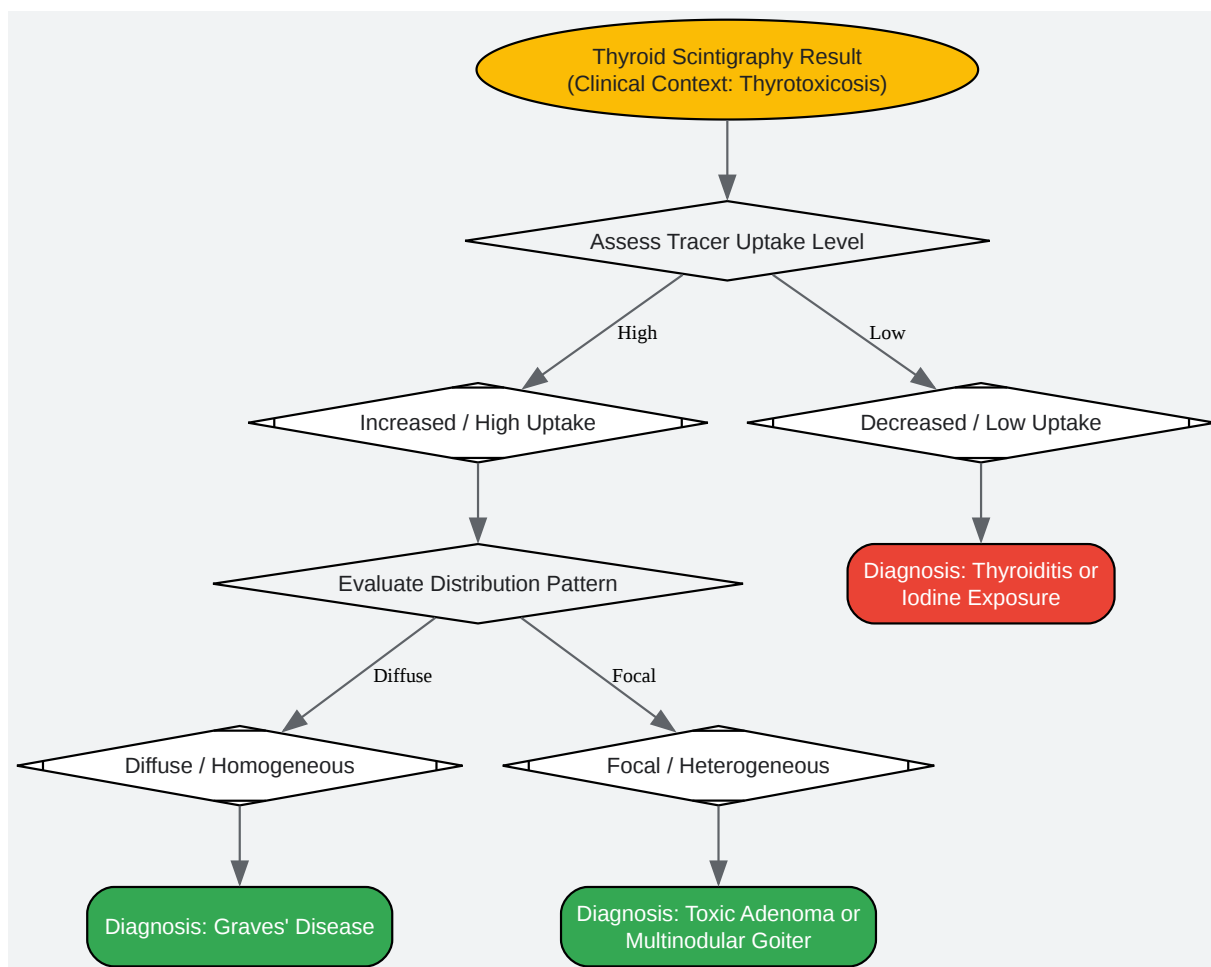 Thyroid Scintigraphy Result
(Clinical Context: Thyrotoxicosis)
Assess Tracer Uptake Level
High
Low
Increased / High Uptake
Decreased / Low Uptake
Evaluate Distribution Pattern
Diagnosis: Thyroiditis or
Iodine Exposure
Diffuse
Focal
Diffuse / Homogeneous
Focal / Heterogeneous
Diagnosis: Graves' Disease
Diagnosis: Toxic Adenoma or
Multinodular Goiter